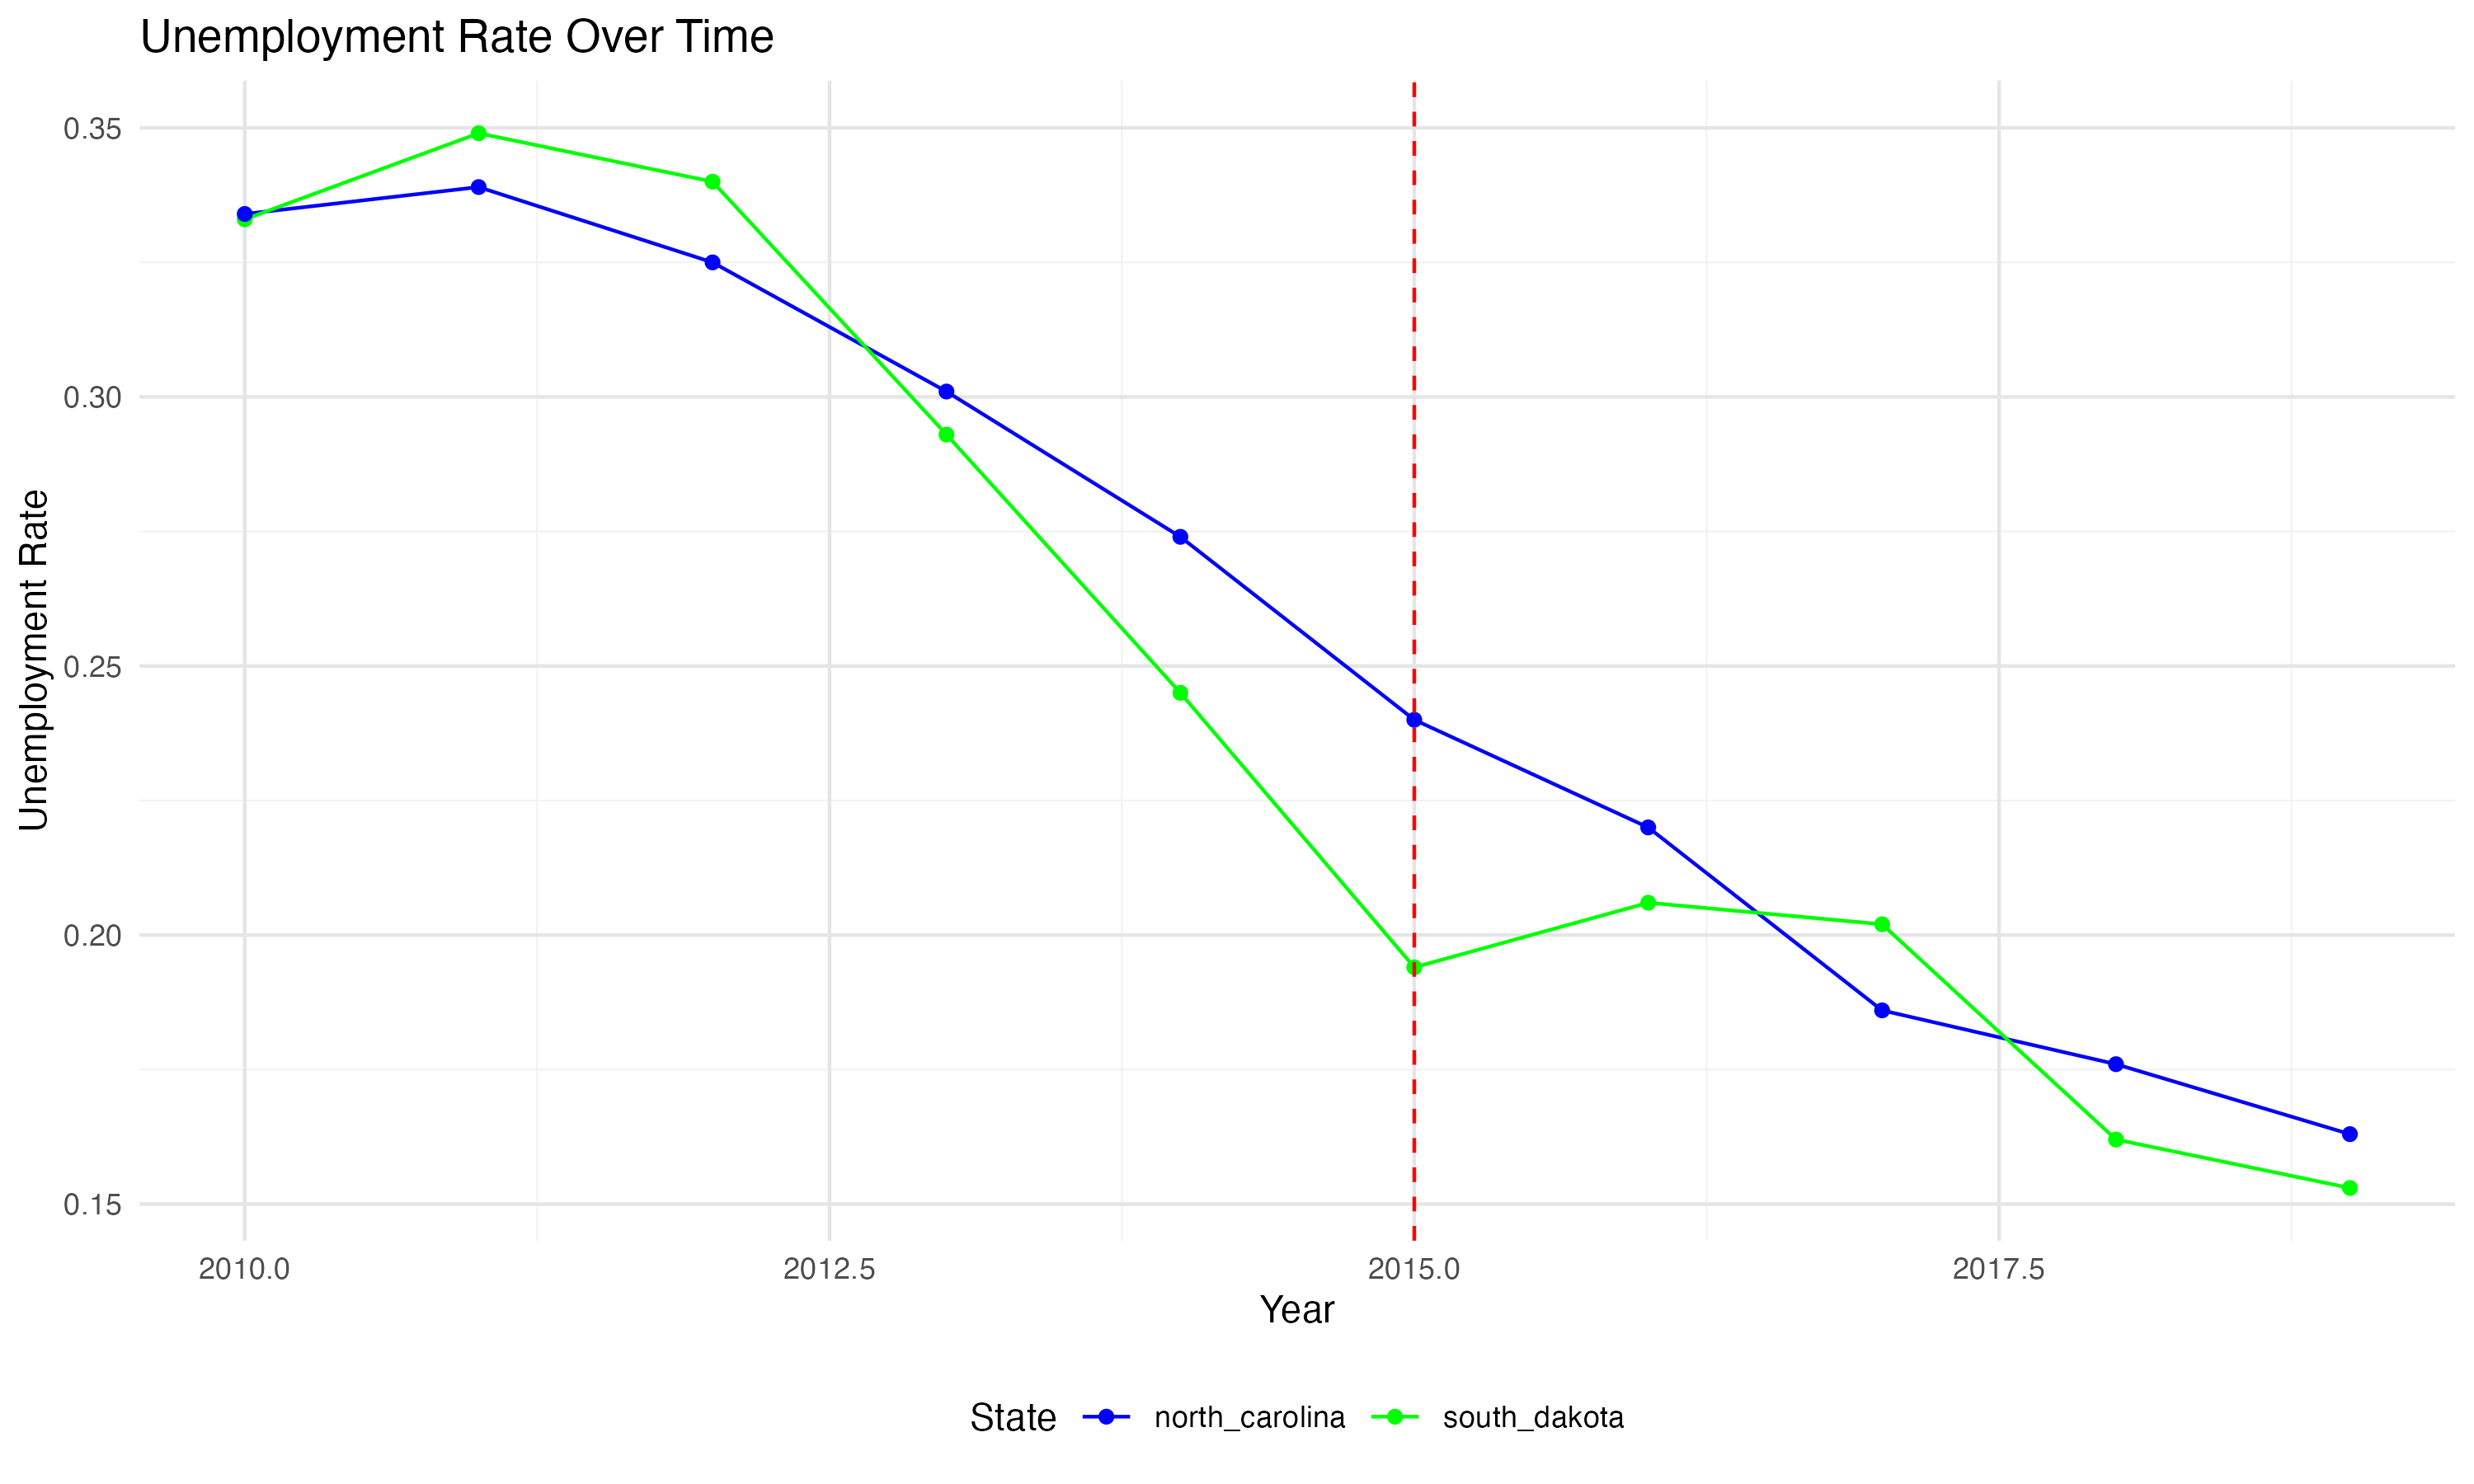 Unemployment Rate Over Time
Unemployment Rate
0.35
0.30
0.25
0.20
0.15
2010.0 2012.5 2015.0 2017.5
Year
State north_carolina south_dakota